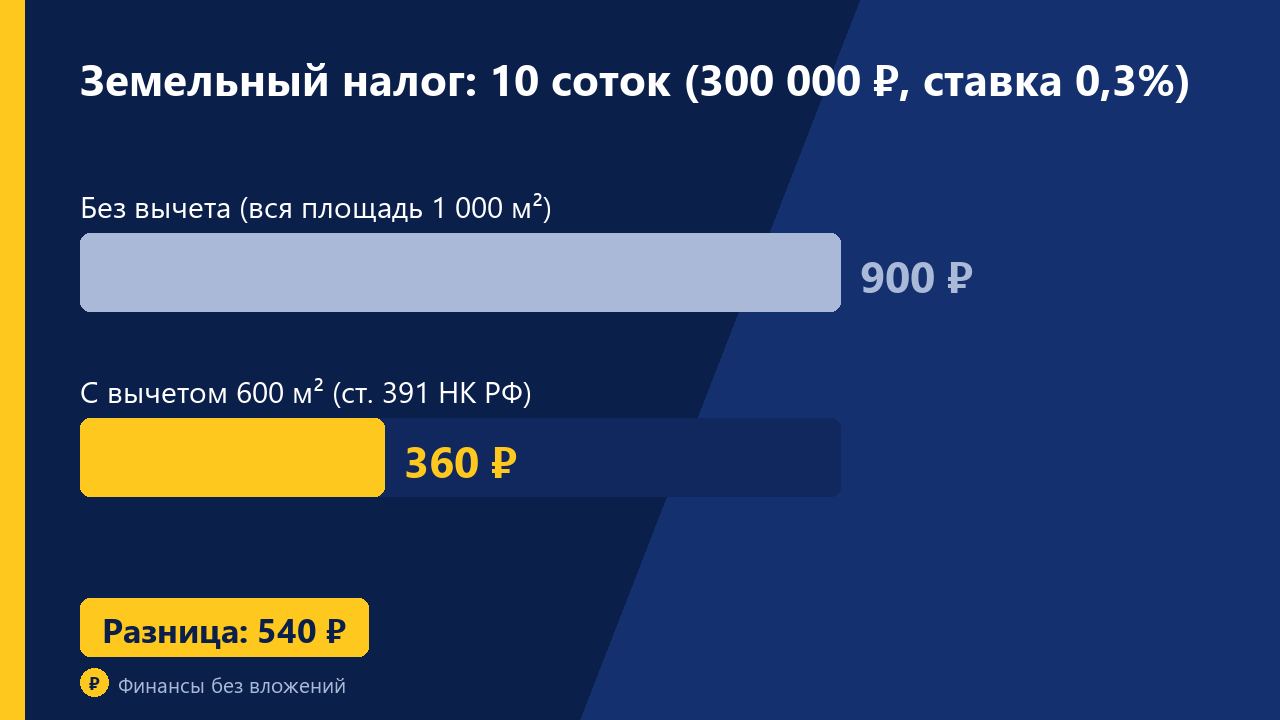 Земельный налог: 10 соток (300 000 ₽, ставка 0,3%)
Без вычета (вся площадь 1 000 м²)
900 ₽
С вычетом 600 м² (ст. 391 НК РФ)
360 ₽
Разница: 540 ₽
₽ Финансы без вложений